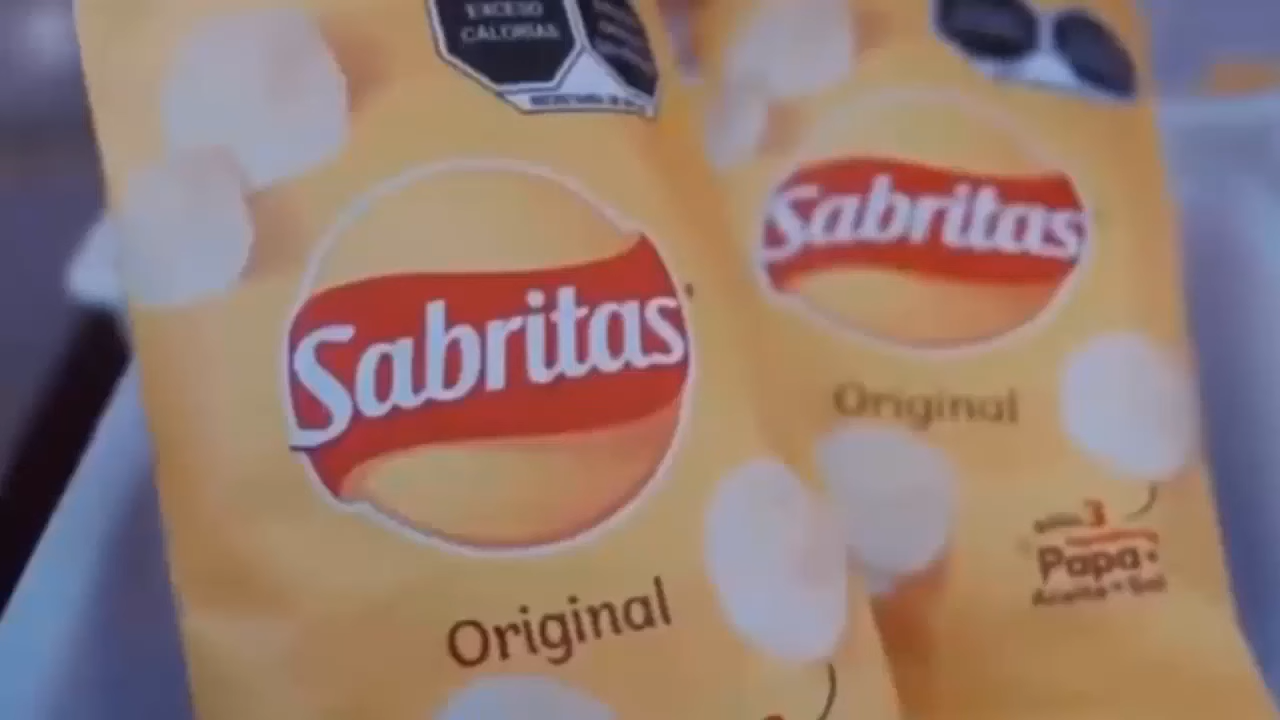 EXCESO
CALORÍAS
Sabritas
Original
Sabritas
Original
3
Papa
Aceite • Sal